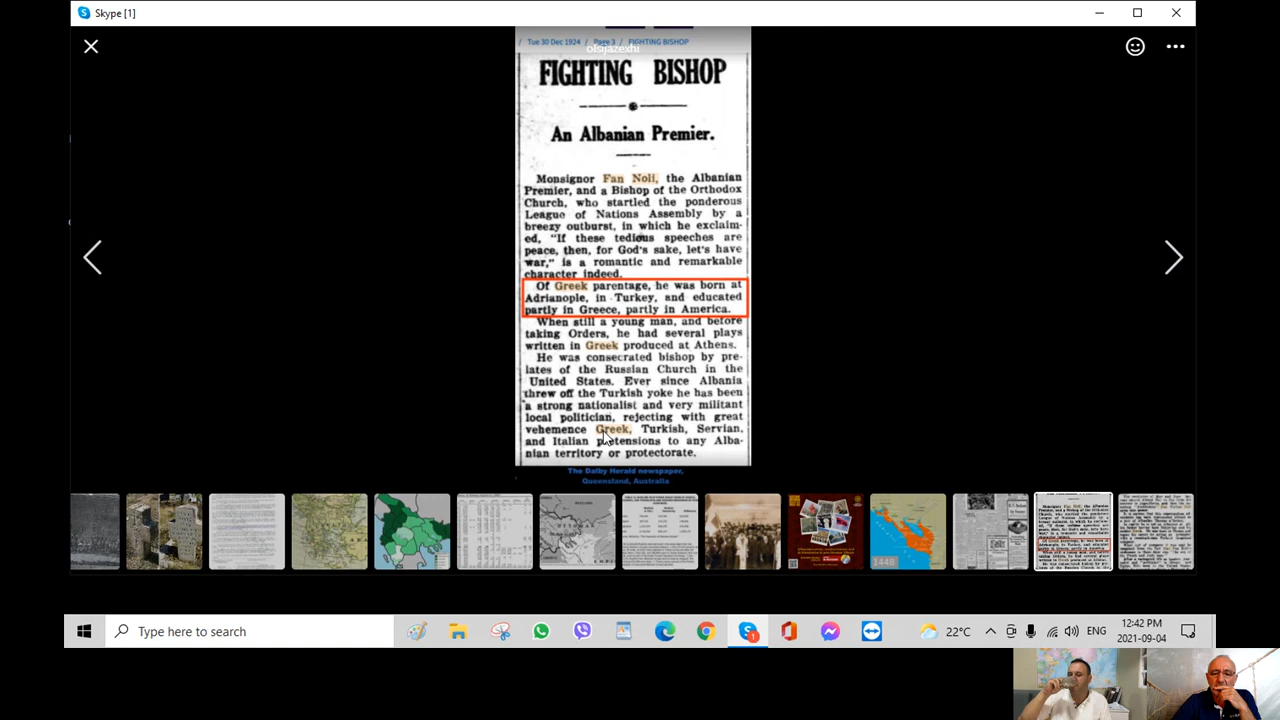 Skype [1]
/ Tue 30 Dec 1924 / Page 3 / FIGHTING BISHOP
olsijazexhi
FIGHTING BISHOP
An Albanian Premier.
Monsignor Fan Noli, the Albanian
Premier, and a Bishop of the Orthodox
Church, who startled the ponderous
League of Nations Assembly by a
breezy outburst, in which he exclaim-
ed, "If these tedious speeches are
peace, then, for God's sake, let's have
war," is a romantic and remarkable
character indeed.
Of Greek parentage, he was born at
Adrianople, in Turkey, and educated
partly in Greece, partly in America.
When still a young man, and before
taking Orders, he had several plays
written in Greek produced at Athens.
He was consecrated bishop by pre-
lates of the Russian Church in the
United States. Ever since Albania
threw off the Turkish yoke he has been
a strong nationalist and very militant
local politician, rejecting with great
vehemence Greek, Turkish, Servian,
and Italian pretensions to any Alba-
nian territory or protectorate.
The Dalby Herald newspaper,
Queensland, Australia
1448
Type here to search
1
22°C
ENG
12:42 PM
2021-09-04